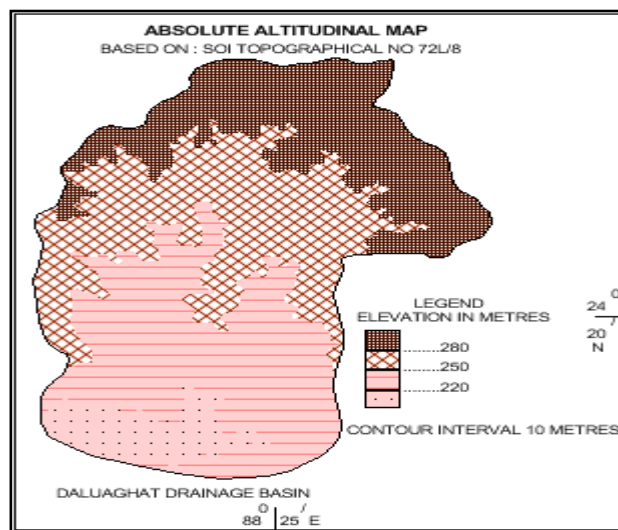 ABSOLUTE ALTITUDINAL MAP
BASED ON : SOI TOPOGRAPHICAL NO 72L/8
LEGEND
ELEVATION IN METRES
.......280
.......250
.......220
CONTOUR INTERVAL 10 METRES
24 0
20 /
N
DALUAGHAT DRAINAGE BASIN
0 /
88 25 E